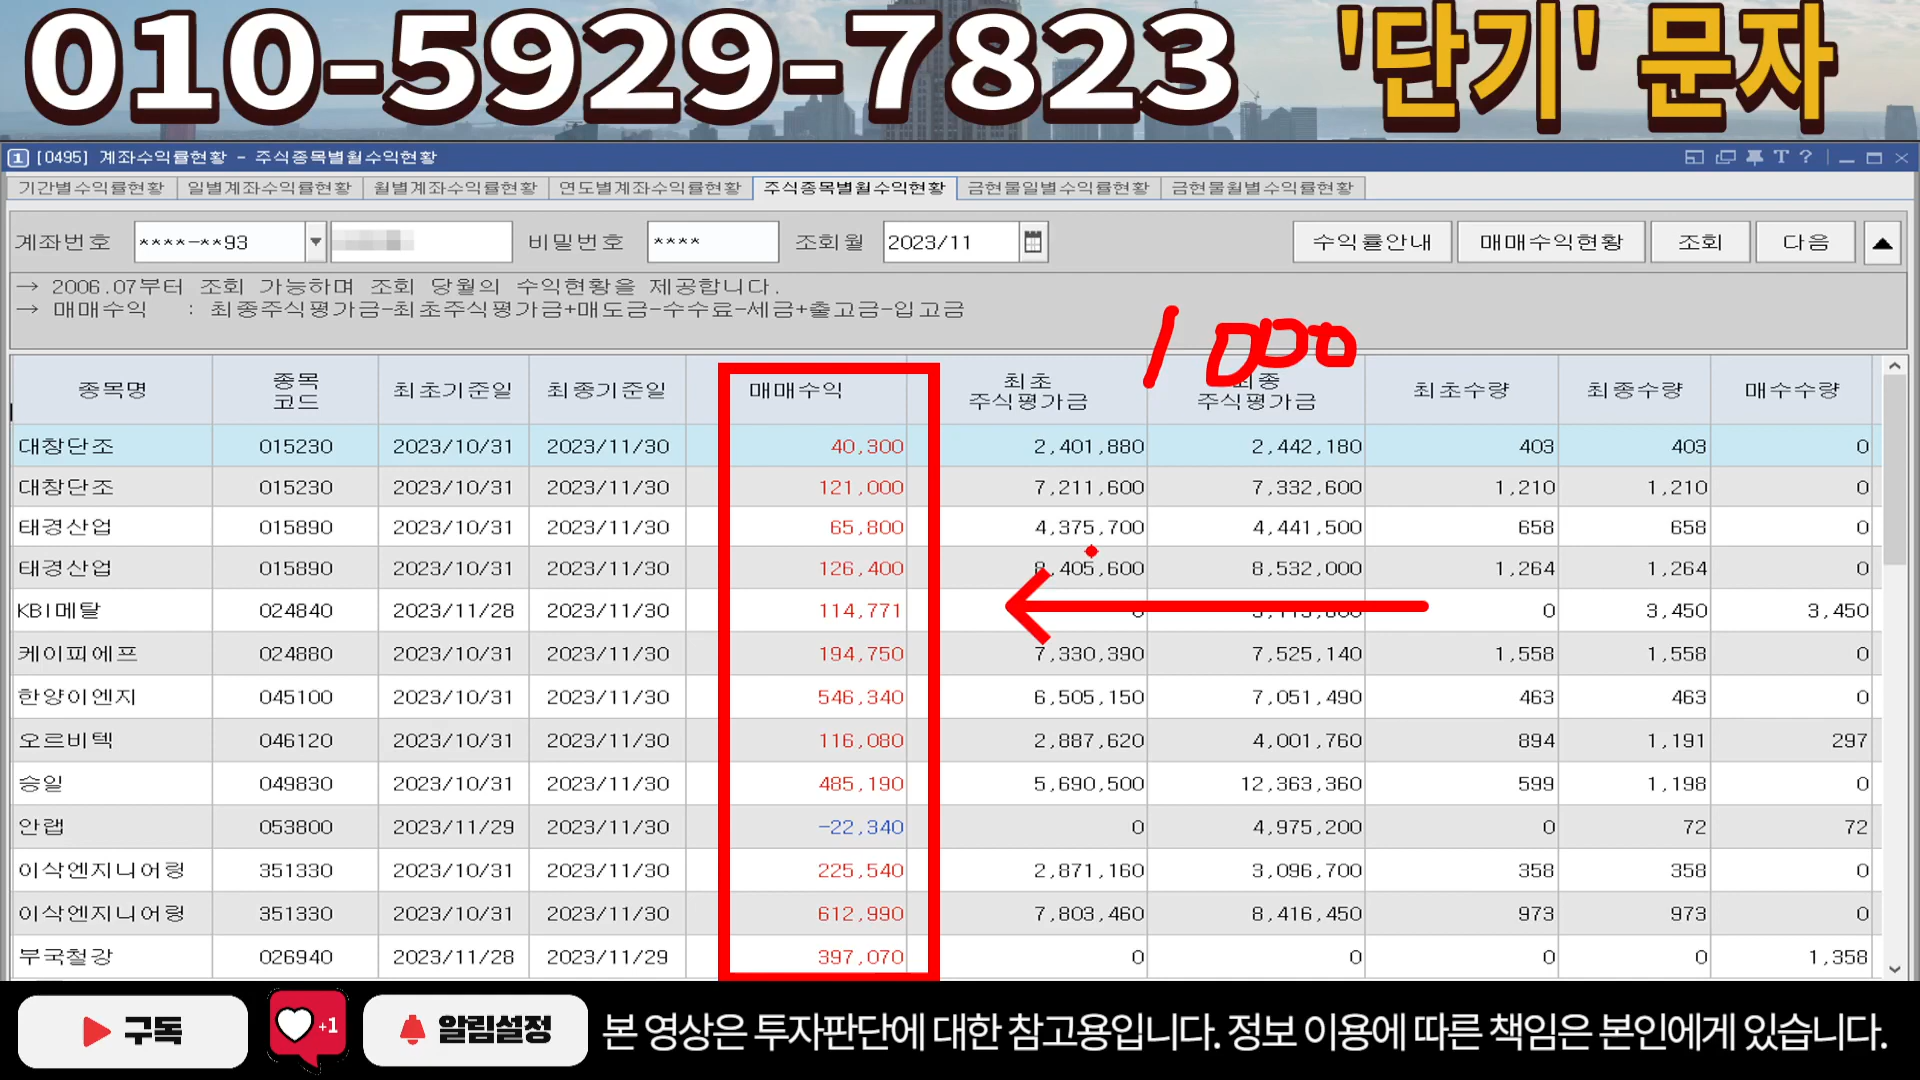 010-5929-7823 '단기' 문자
1 [0495] 계좌수익률현황 - 주식종목별월수익현황 T ?
기간별수익률현황 일별계좌수익률현황 월별계좌수익률현황 연도별계좌수익률현황 주식종목별월수익현황 금현물일별수익률현황 금현물월별수익률현황
계좌번호 ****-**93 비밀번호 **** 조회월 2023/11 수익률안내 매매수익현황 조회 다음
→ 2006.07부터 조회 가능하며 조회 당월의 수익현황을 제공합니다.
→ 매매수익 : 최종주식평가금-최초주식평가금+매도금-수수료-세금+출고금-입고금
1000
종목명 종목코드 최초기준일 최종기준일 매매수익 최초주식평가금 최종주식평가금 최초수량 최종수량 매수수량
대창단조 015230 2023/10/31 2023/11/30 40,300 2,401,880 2,442,180 403 403 0
대창단조 015230 2023/10/31 2023/11/30 121,000 7,211,600 7,332,600 1,210 1,210 0
태경산업 015890 2023/10/31 2023/11/30 65,800 4,375,700 4,441,500 658 658 0
태경산업 015890 2023/10/31 2023/11/30 126,400 8,405,600 8,532,000 1,264 1,264 0
KBI메탈 024840 2023/11/28 2023/11/30 114,771 0 0 3,450 3,450
케이피에프 024880 2023/10/31 2023/11/30 194,750 7,330,390 7,525,140 1,558 1,558 0
한양이엔지 045100 2023/10/31 2023/11/30 546,340 6,505,150 7,051,490 463 463 0
오르비텍 046120 2023/10/31 2023/11/30 116,080 2,887,620 4,001,760 894 1,191 297
승일 049830 2023/10/31 2023/11/30 485,190 5,690,500 12,363,360 599 1,198 0
안랩 053800 2023/11/29 2023/11/30 -22,340 0 4,975,200 0 72 72
이삭엔지니어링 351330 2023/10/31 2023/11/30 225,540 2,871,160 3,096,700 358 358 0
이삭엔지니어링 351330 2023/10/31 2023/11/30 612,990 7,803,460 8,416,450 973 973 0
부국철강 026940 2023/11/28 2023/11/29 397,070 0 0 0 0 1,358
구독 +1 알림설정 본 영상은 투자판단에 대한 참고용입니다. 정보 이용에 따른 책임은 본인에게 있습니다.